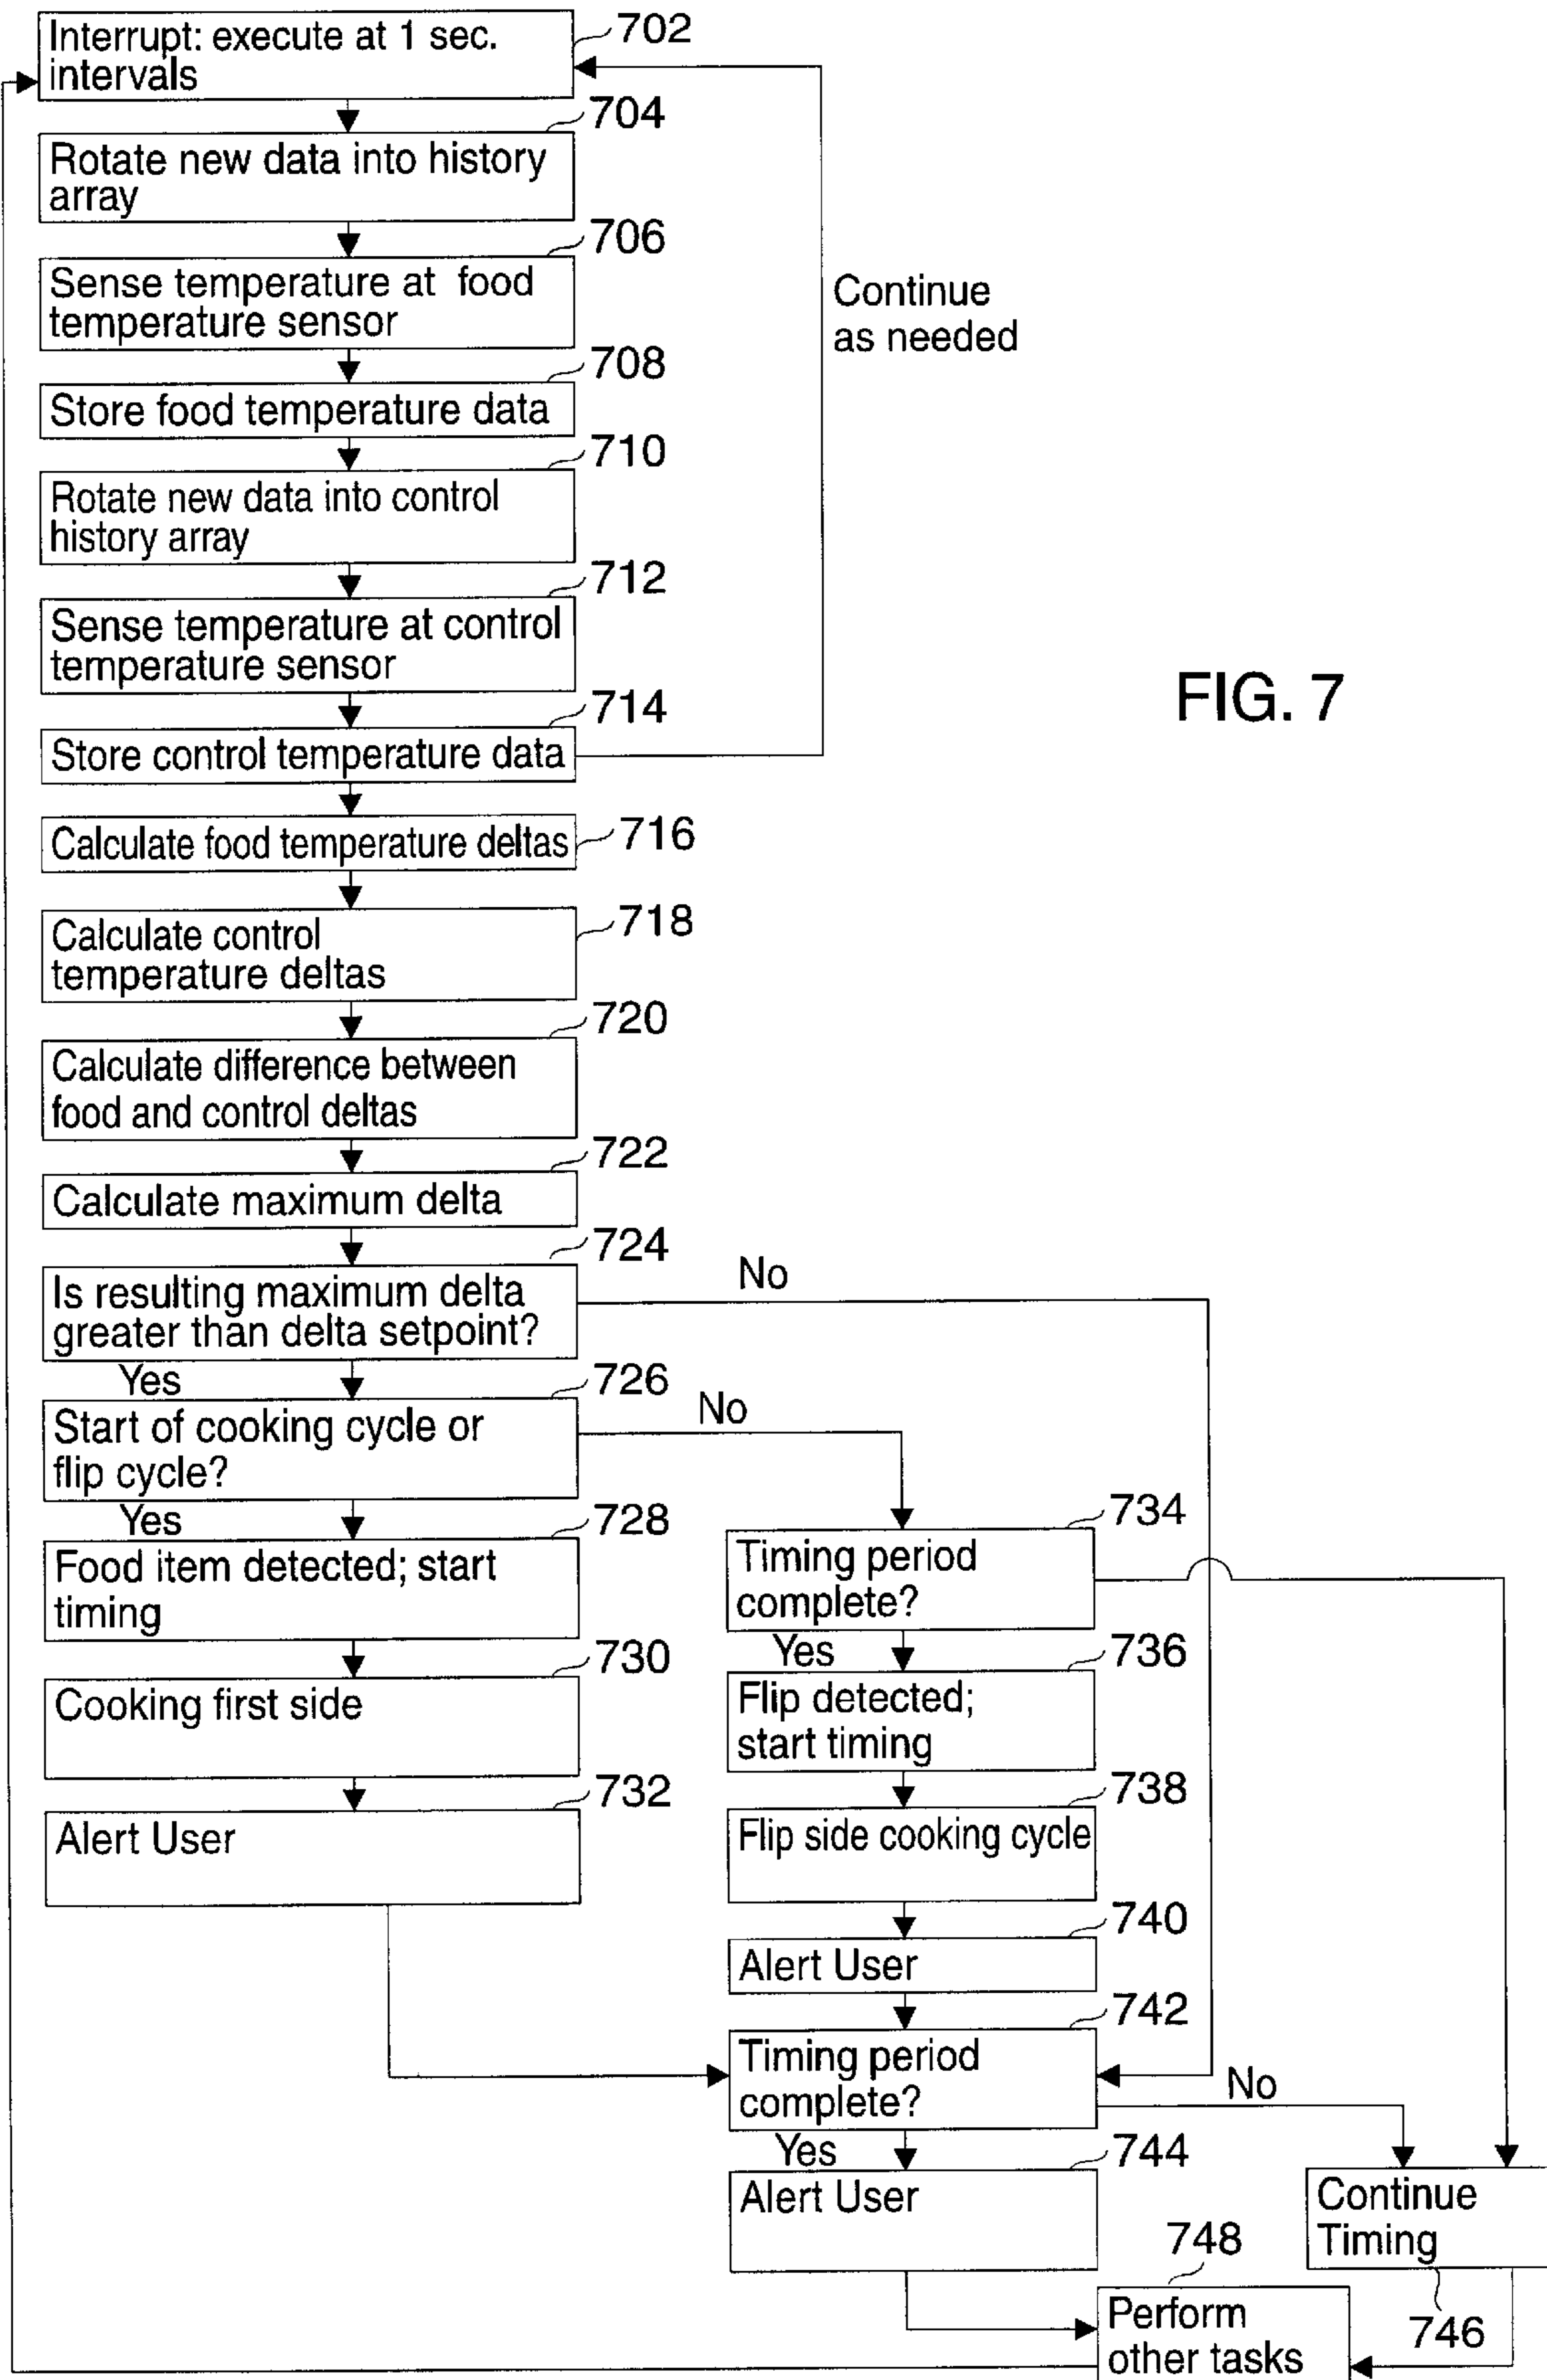 Interrupt: execute at 1 sec.
intervals
702
704
Rotate new data into history
array
706
Sense temperature at food
temperature sensor
Continue
as needed
708
Store food temperature data
710
Rotate new data into control
history array
712
Sense temperature at control
temperature sensor
FIG. 7
714
Store control temperature data
Calculate food temperature deltas
716
718
Calculate control
temperature deltas
720
Calculate difference between
food and control deltas
722
Calculate maximum delta
724
Is resulting maximum delta
greater than delta setpoint?
No
Yes
726
Start of cooking cycle or
flip cycle?
No
Yes
728
Food item detected; start
timing
734
Timing period
complete?
Yes
730
Cooking first side
736
Flip detected;
start timing
732
Alert User
738
Flip side cooking cycle
740
Alert User
742
Timing period
complete?
No
Yes
744
Alert User
Continue
Timing
746
748
Perform
other tasks